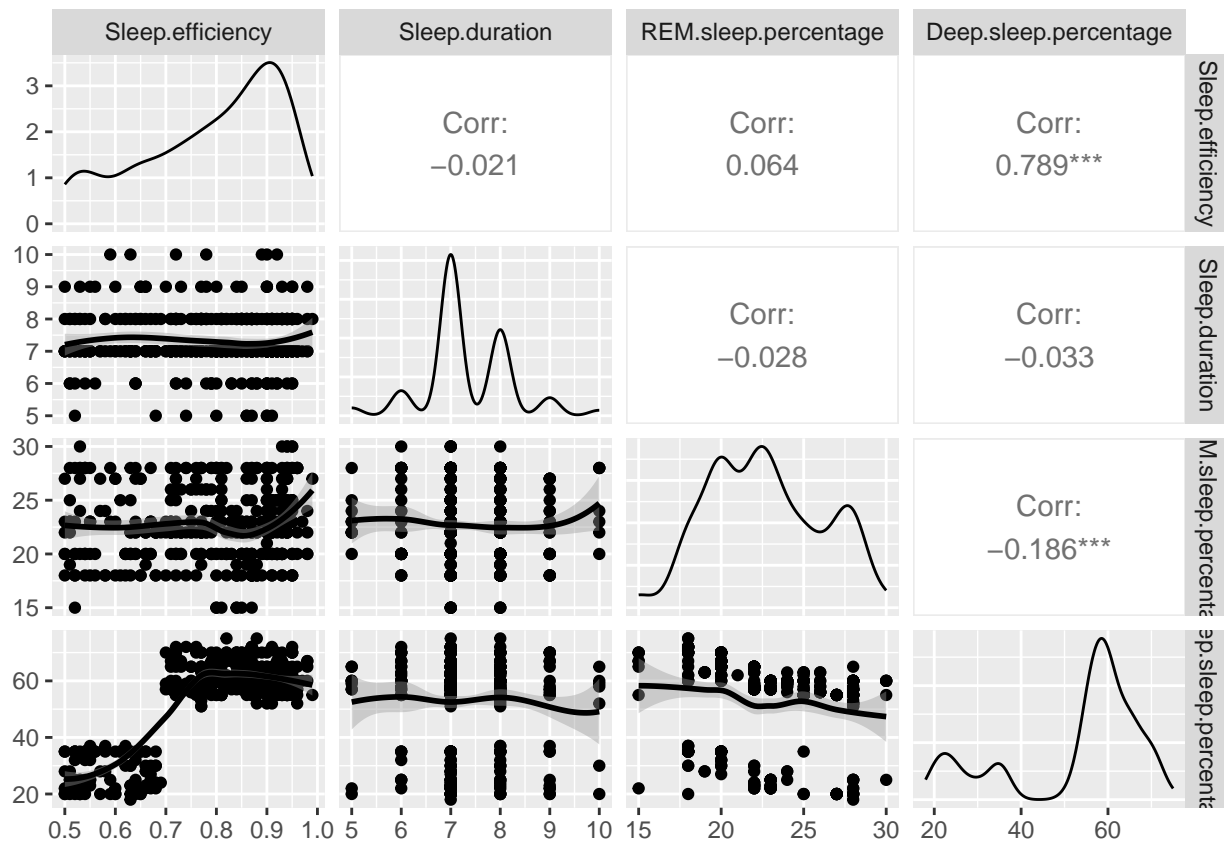 Sleep.efficiency Sleep.duration REM.sleep.percentage Deep.sleep.percentage
3
2
1
0
Corr:
−0.021
Corr:
0.064
Corr:
0.789***
Sleep.efficiency
10
9
8
7
6
5
Corr:
−0.028
Corr:
−0.033
Sleep.duration
30
25
20
15
Corr:
−0.186***
M.sleep.percenta
60
40
20
ep.sleep.percenta
0.5 0.6 0.7 0.8 0.9 1.0 5 6 7 8 9 10 15 20 25 30 20 40 60